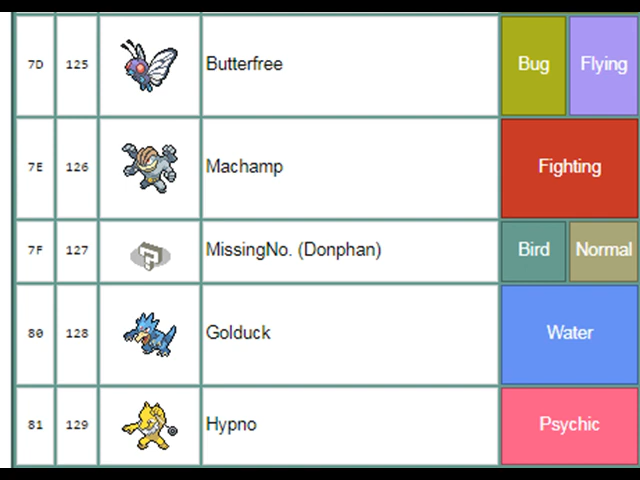 7D 125 Butterfree Bug Flying
7E 126 Machamp Fighting
7F 127 MissingNo. (Donphan) Bird Normal
80 128 Golduck Water
81 129 Hypno Psychic